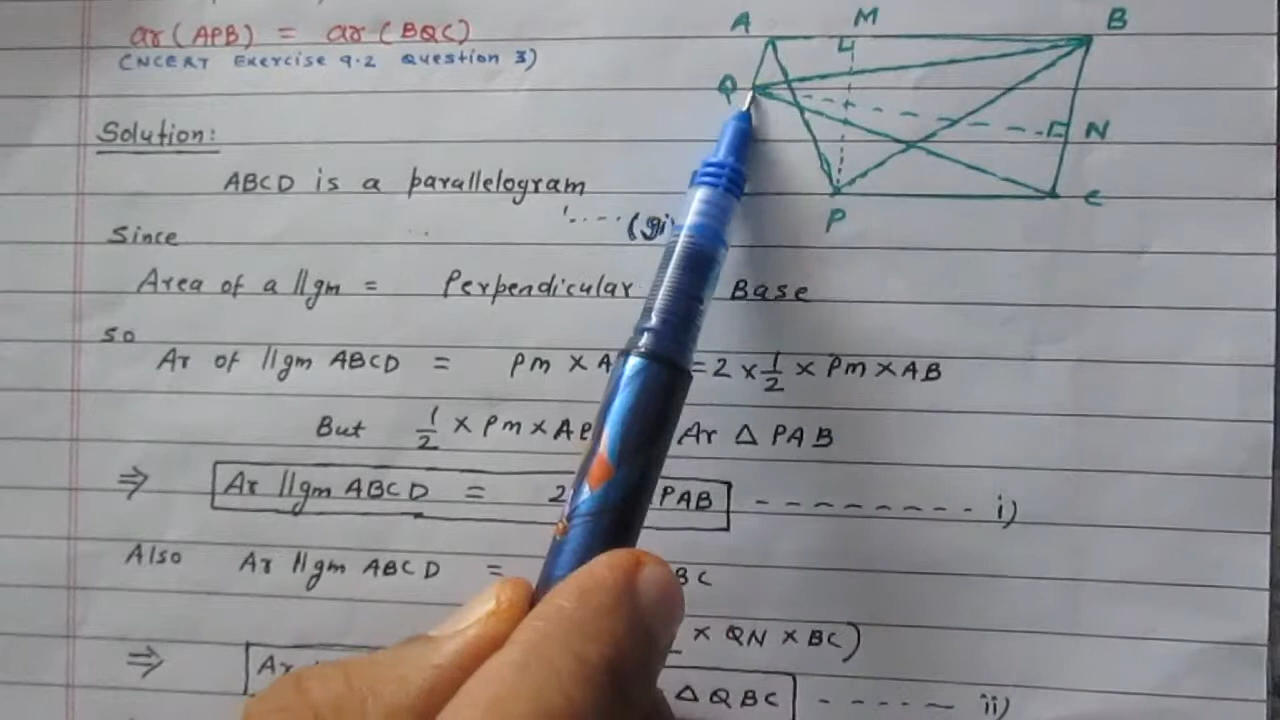 ar(APB) = ar(BQC)
(NCERT Exercise 9.2 Question 3)
A M B
Q
N
P C
Solution:
ABCD is a parallelogram
Since
Area of a llgm = Perpendicular Base
so
Ar of llgm ABCD = PM × A = 2 × 1/2 × PM × AB
But 1/2 × PM × AB Ar △ PAB
⇒ Ar llgm ABCD = 2 PAB --------- i)
Also Ar llgm ABCD = BC
⇒ × QN × BC)
△ QBC ----- ii)